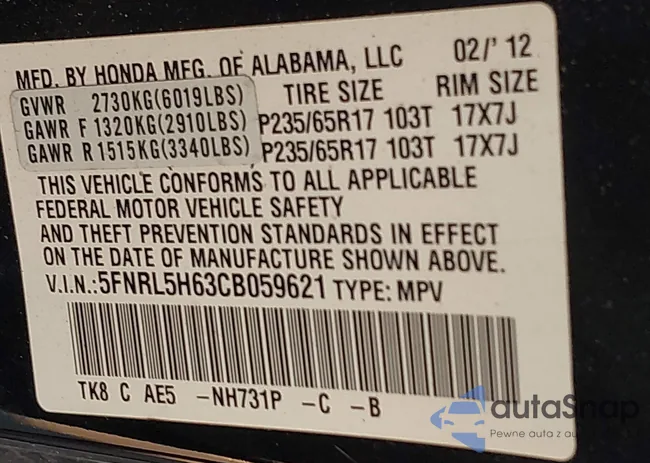 MFD. BY HONDA MFG. OF ALABAMA, LLC 02/' 12
GVWR 2730KG(6019LBS) TIRE SIZE RIM SIZE
GAWR F 1320KG(2910LBS) P235/65R17 103T 17X7J
GAWR R 1515KG(3340LBS) P235/65R17 103T 17X7J
THIS VEHICLE CONFORMS TO ALL APPLICABLE
FEDERAL MOTOR VEHICLE SAFETY
AND THEFT PREVENTION STANDARDS IN EFFECT
ON THE DATE OF MANUFACTURE SHOWN ABOVE.
V.I.N.:5FNRL5H63CB059621 TYPE: MPV
TK8 C AE5 -NH731P -C -B
autoSnap
Pewne auta z au